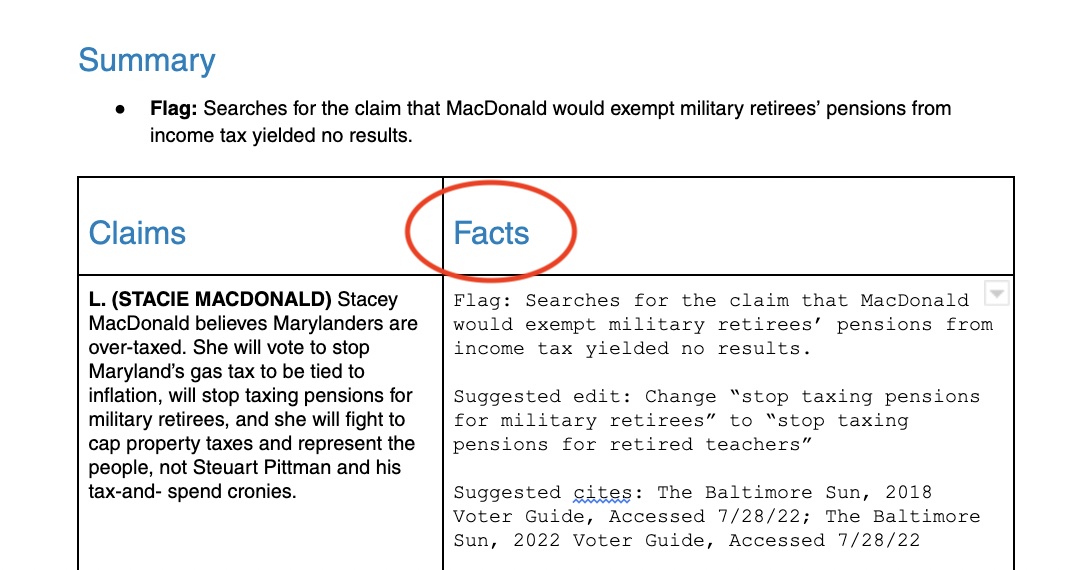 Summary
● Flag: Searches for the claim that MacDonald would exempt military retirees’ pensions from
income tax yielded no results.
Claims
Facts
L. (STACIE MACDONALD) Stacey
MacDonald believes Marylanders are
over-taxed. She will vote to stop
Maryland’s gas tax to be tied to
inflation, will stop taxing pensions for
military retirees, and she will fight to
cap property taxes and represent the
people, not Steuart Pittman and his
tax-and- spend cronies.
Flag: Searches for the claim that MacDonald
would exempt military retirees’ pensions from
income tax yielded no results.
Suggested edit: Change “stop taxing pensions
for military retirees” to “stop taxing
pensions for retired teachers”
Suggested cites: The Baltimore Sun, 2018
Voter Guide, Accessed 7/28/22; The Baltimore
Sun, 2022 Voter Guide, Accessed 7/28/22